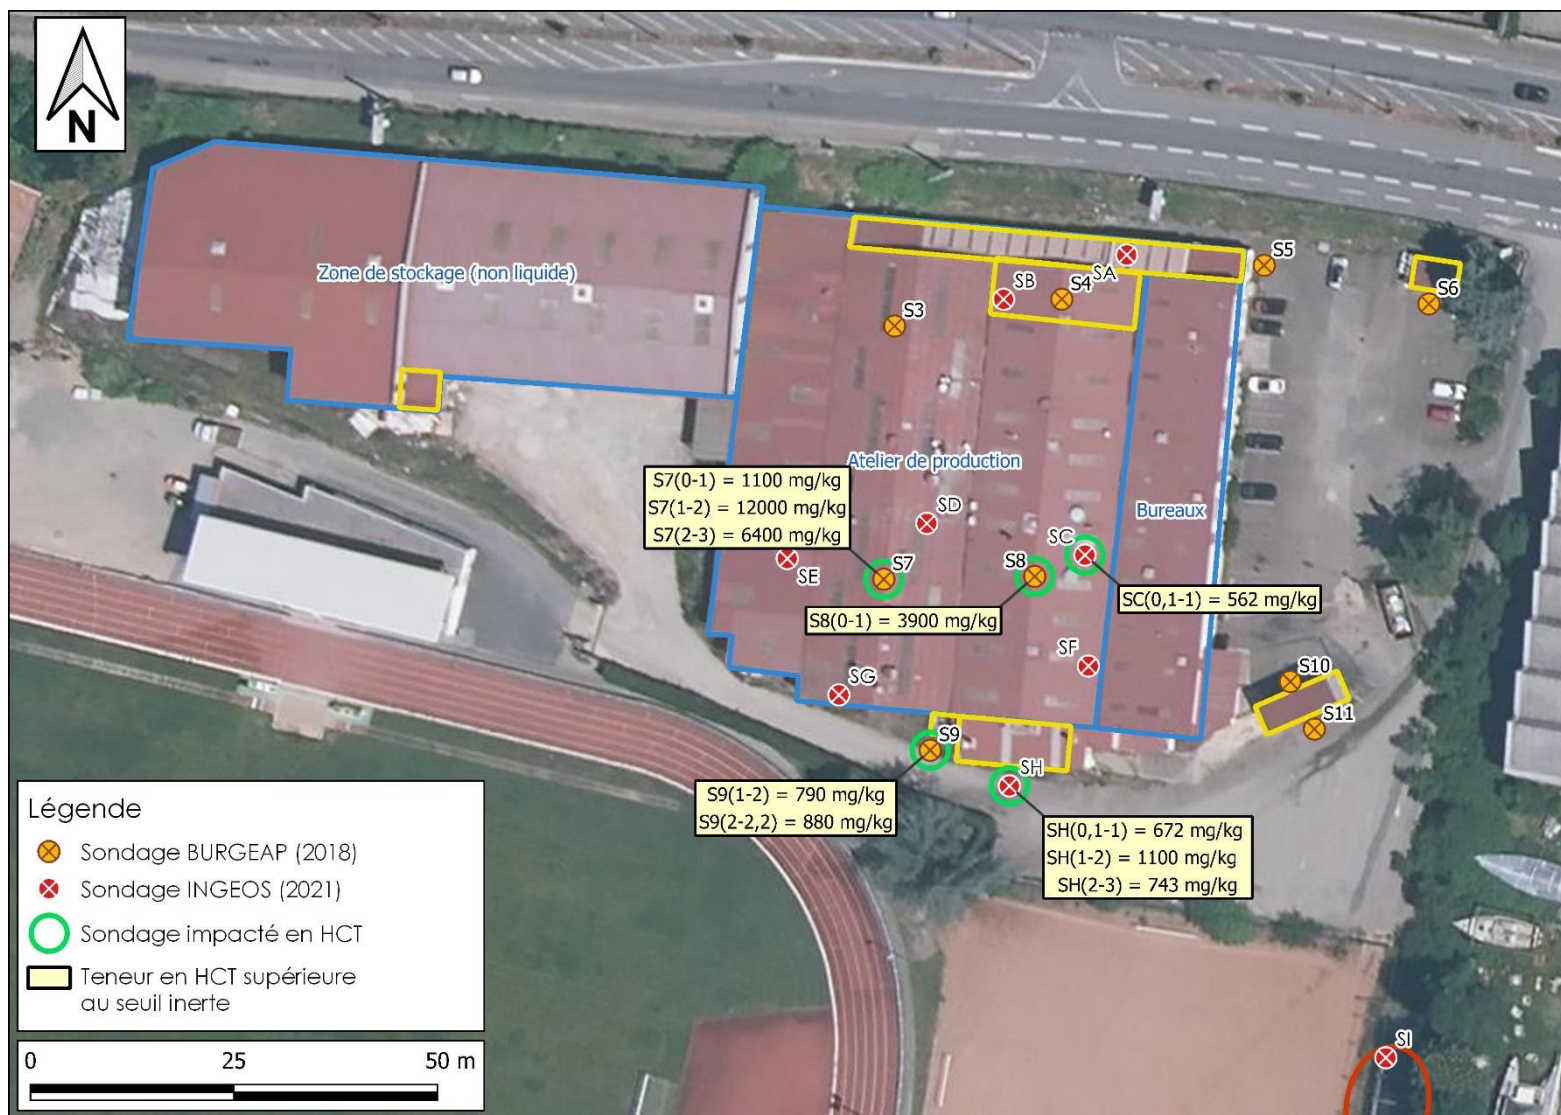 N
Zone de stockage (non liquide)
S5
SA
S6
SB
S4
S3
Atelier de production
S7(0-1) = 1100 mg/kg
S7(1-2) = 12000 mg/kg
S7(2-3) = 6400 mg/kg
Bureaux
SD
SC
SE
S7
S8
SC(0,1-1) = 562 mg/kg
S8(0-1) = 3900 mg/kg
SF
SG
S10
S11
S9
SH
S9(1-2) = 790 mg/kg
S9(2-2,2) = 880 mg/kg
SH(0,1-1) = 672 mg/kg
SH(1-2) = 1100 mg/kg
SH(2-3) = 743 mg/kg
SI
Légende
Sondage BURGEAP (2018)
Sondage INGEOS (2021)
Sondage impacté en HCT
Teneur en HCT supérieure
au seuil inerte
0 25 50 m